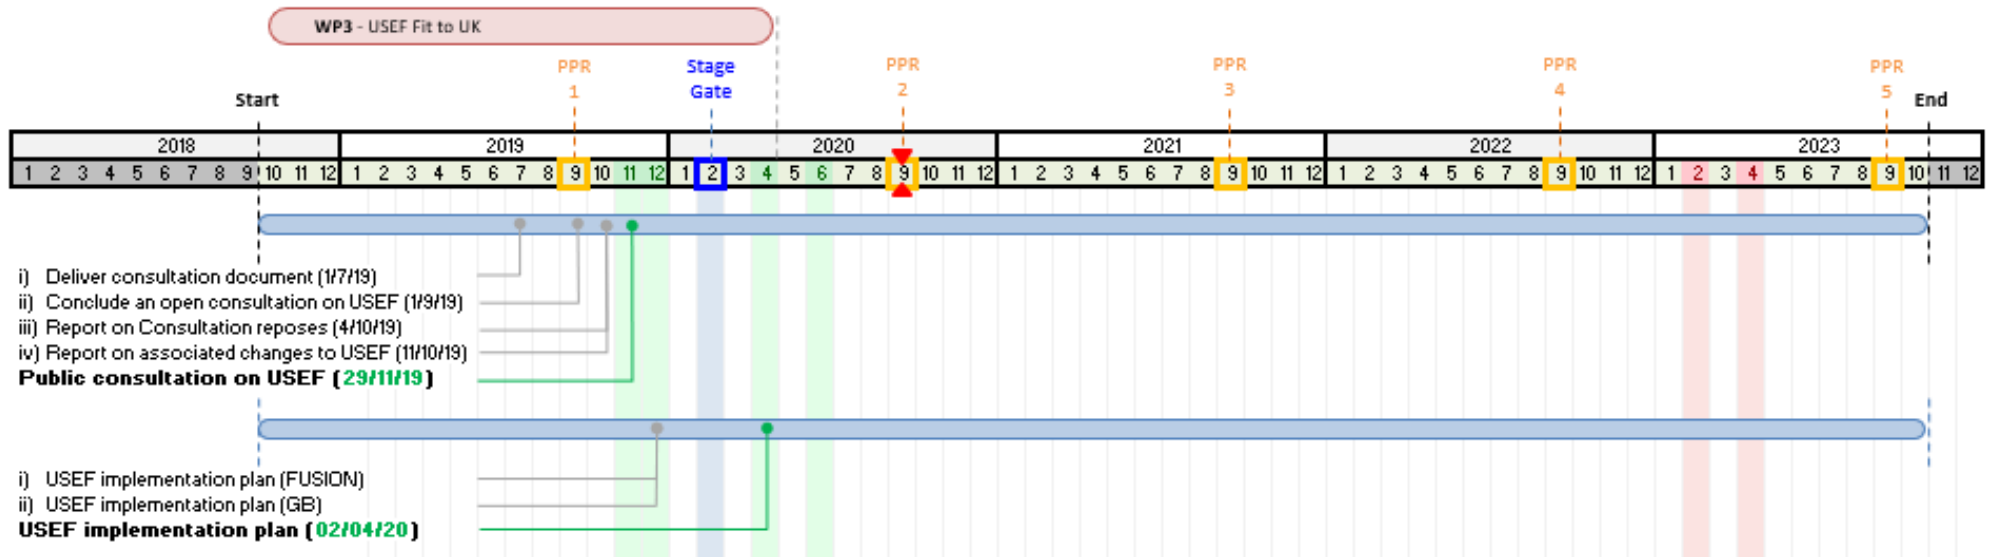 WP3 - USEF Fit to UK
PPR 1
Stage Gate
PPR 2
PPR 3
PPR 4
PPR 5
Start
End
2018 2019 2020 2021 2022 2023
1 2 3 4 5 6 7 8 9 10 11 12 1 2 3 4 5 6 7 8 9 10 11 12 1 2 3 4 5 6 7 8 9 10 11 12 1 2 3 4 5 6 7 8 9 10 11 12 1 2 3 4 5 6 7 8 9 10 11 12 1 2 3 4 5 6 7 8 9 10 11 12
i) Deliver consultation document (1/7/19)
ii) Conclude an open consultation on USEF (1/9/19)
iii) Report on Consultation reposes (4/10/19)
iv) Report on associated changes to USEF (11/10/19)
Public consultation on USEF (29/11/19)
i) USEF implementation plan (FUSION)
ii) USEF implementation plan (GB)
USEF implementation plan (02/04/20)